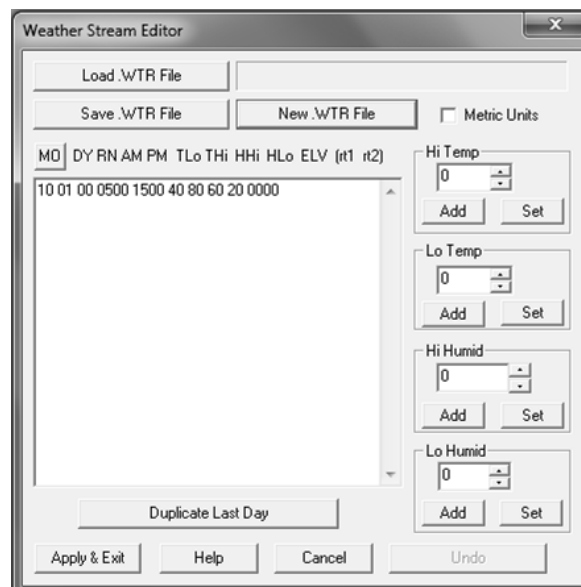 Weather Stream Editor
Load .WTR File
Save .WTR File New .WTR File Metric Units
MO DY RN AM PM TLo THi HHi HLo ELV (rt1 rt2)
10 01 00 0500 1500 40 80 60 20 0000
Hi Temp
0
Add Set
Lo Temp
0
Add Set
Hi Humid
0
Add Set
Lo Humid
0
Add Set
Duplicate Last Day
Apply & Exit Help Cancel Undo